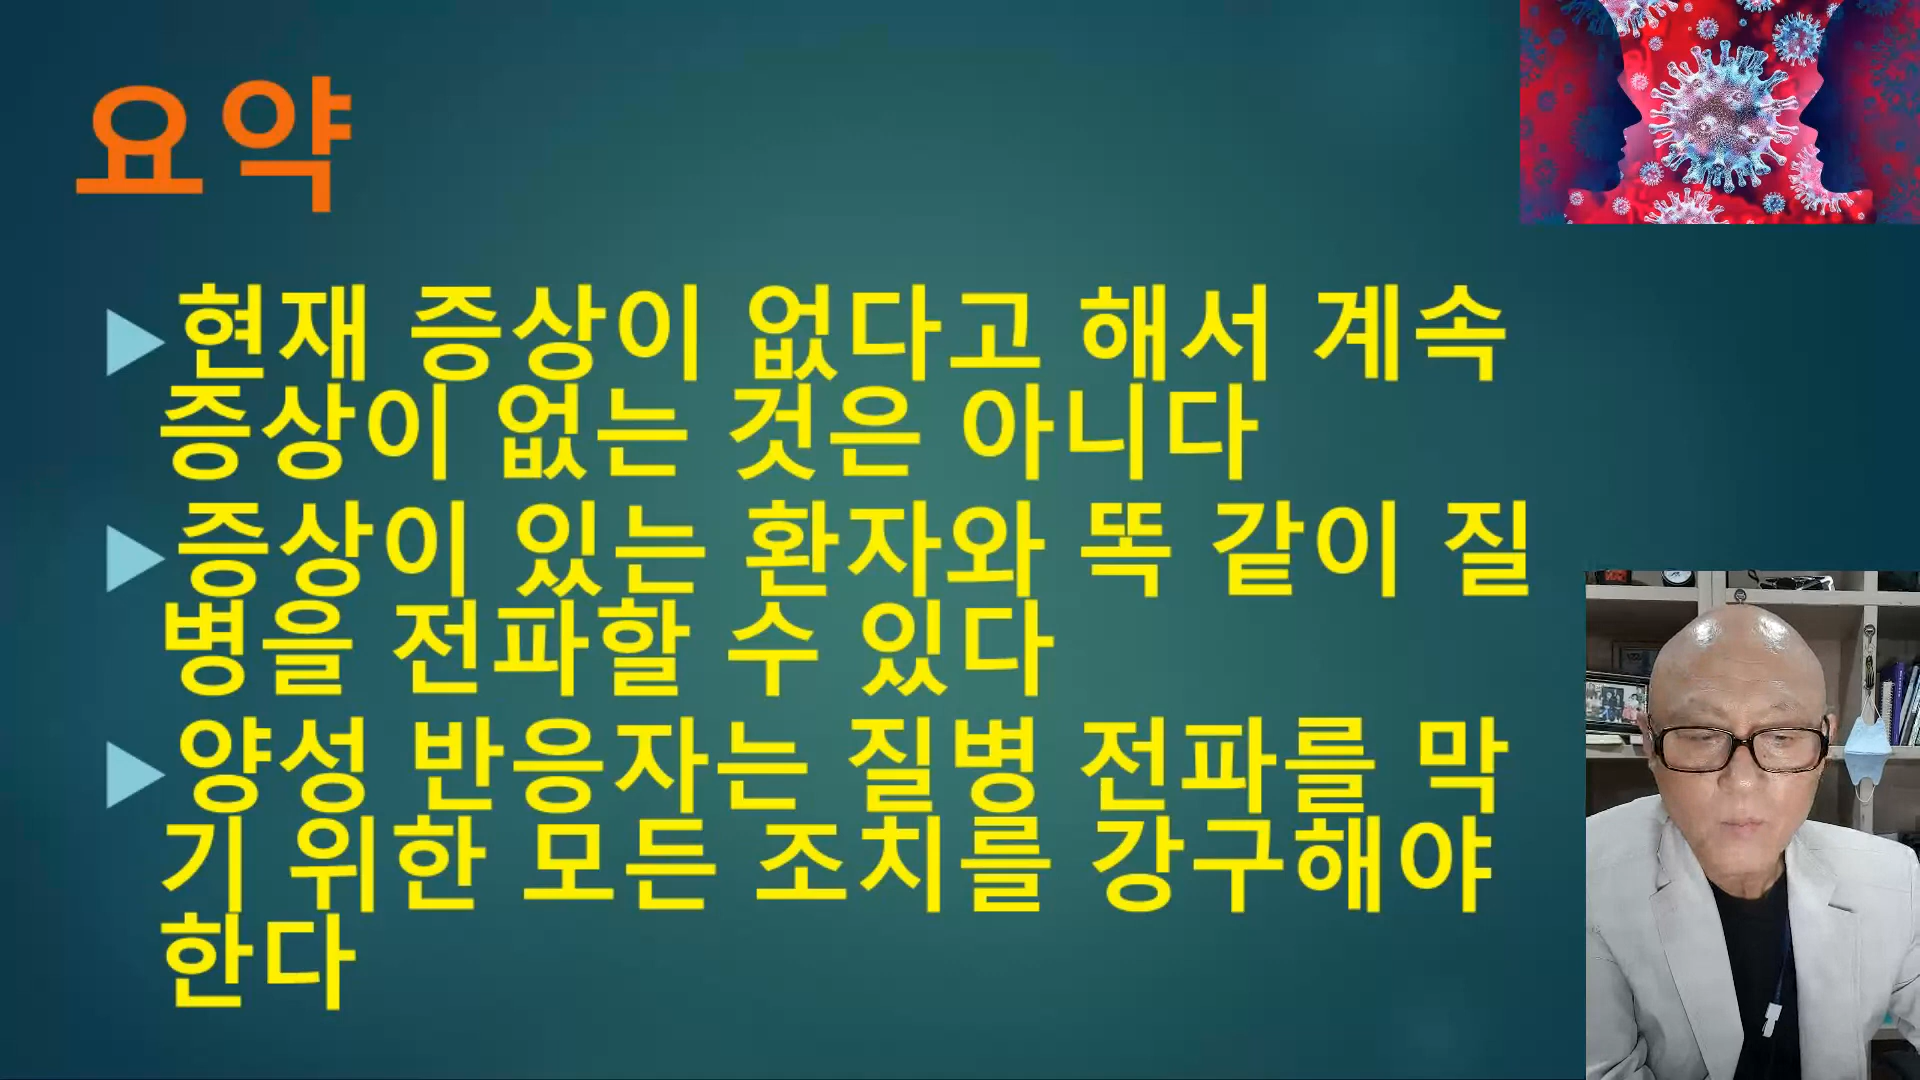 요약
현재 증상이 없다고 해서 계속
증상이 없는 것은 아니다
증상이 있는 환자와 똑 같이 질
병을 전파할 수 있다
양성 반응자는 질병 전파를 막
기 위한 모든 조치를 강구해야
한다